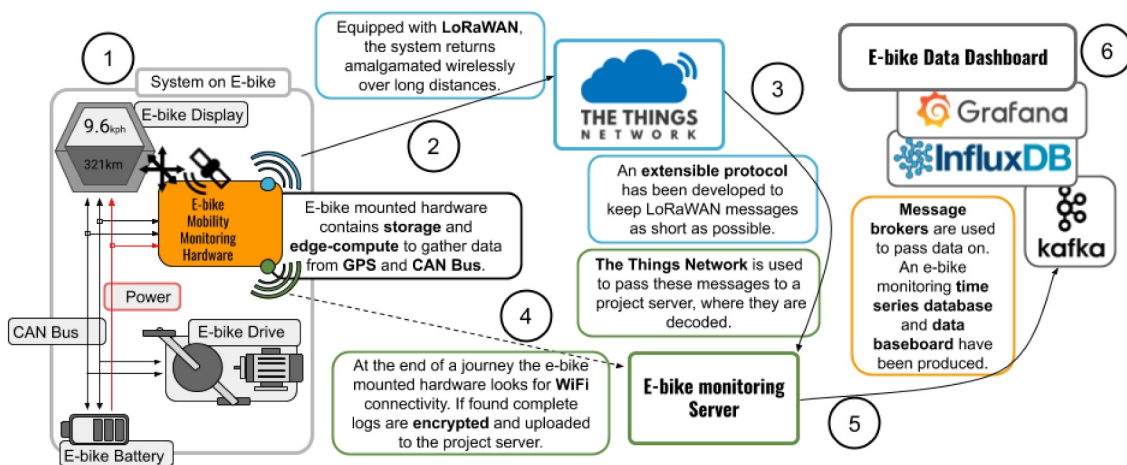 1
System on E-bike
E-bike Display
9.6kph
321km
E-bike
Mobility
Monitoring
Hardware
E-bike mounted hardware
contains storage and
edge-compute to gather data
from GPS and CAN Bus.
Power
CAN Bus
E-bike Drive
E-bike Battery
Equipped with LoRaWAN,
the system returns
amalgamated wirelessly
over long distances.
2
THE THINGS
NETWORK
3
An extensible protocol
has been developed to
keep LoRaWAN messages
as short as possible.
The Things Network is used
to pass these messages to a
project server, where they are
decoded.
4
At the end of a journey the e-bike
mounted hardware looks for WiFi
connectivity. If found complete
logs are encrypted and uploaded
to the project server.
E-bike monitoring
Server
5
E-bike Data Dashboard
6
Grafana
InfluxDB
kafka
Message
brokers are used
to pass data on.
An e-bike
monitoring time
series database
and data
baseboard have
been produced.